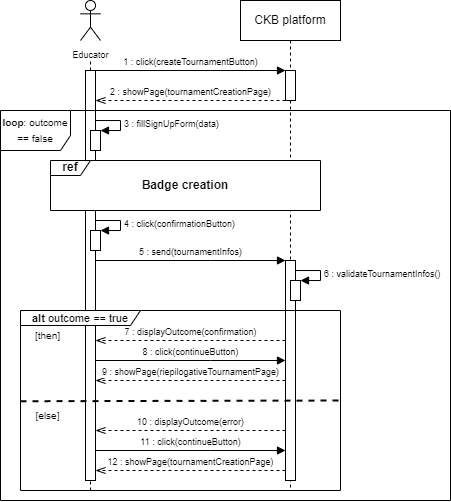 CKB platform
Educator
1 : click(createTournamentButton)
2 : showPage(tournamentCreationPage)
loop: outcome
== false
3 : fillSignUpForm(data)
ref
Badge creation
4 : click(confirmationButton)
5 : send(tournamentInfos)
6 : validateTournamentInfos()
alt outcome == true
[then]
7 : displayOutcome(confirmation)
8 : click(continueButton)
9 : showPage(riepilogativeTournamentPage)
[else]
10 : displayOutcome(error)
11 : click(continueButton)
12 : showPage(tournamentCreationPage)